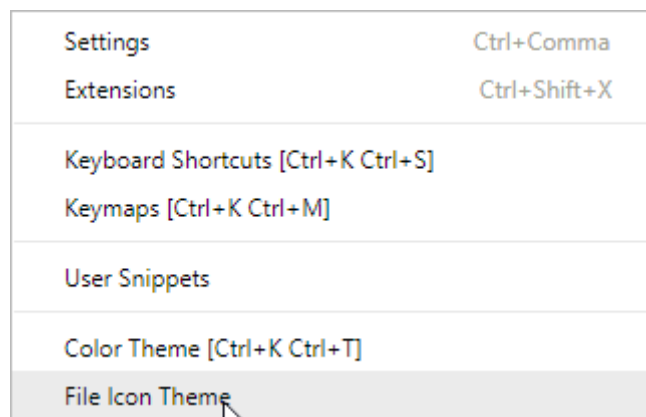 Settings Ctrl+Comma
Extensions Ctrl+Shift+X
Keyboard Shortcuts [Ctrl+K Ctrl+S]
Keymaps [Ctrl+K Ctrl+M]
User Snippets
Color Theme [Ctrl+K Ctrl+T]
File Icon Theme